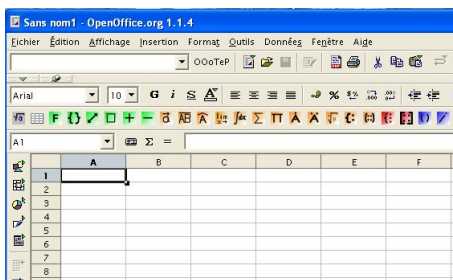 Sans nom1 - OpenOffice.org 1.1.4
Fichier Édition Affichage Insertion Format Outils Données Fenêtre Aide
OOoTeP
Arial 10 G i S A %
F {}
A1 Σ =
A B C D E F
1
2
3
4
5
6
7
8